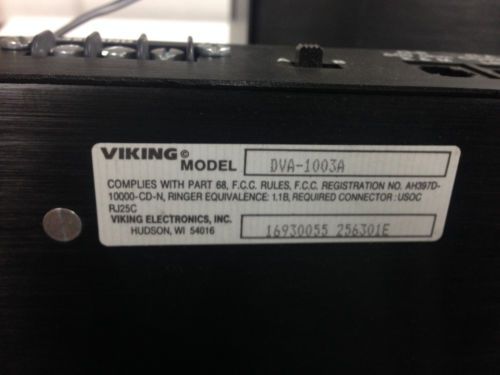 VIKING©
MODEL DVA-1003A
COMPLIES WITH PART 68, F.C.C. RULES, F.C.C. REGISTRATION NO. AH397D-
10000-CD-N, RINGER EQUIVALENCE: 1.1B, REQUIRED CONNECTOR :USOC
RJ25C
VIKING ELECTRONICS, INC.
HUDSON, WI 54016
16930055 256301E